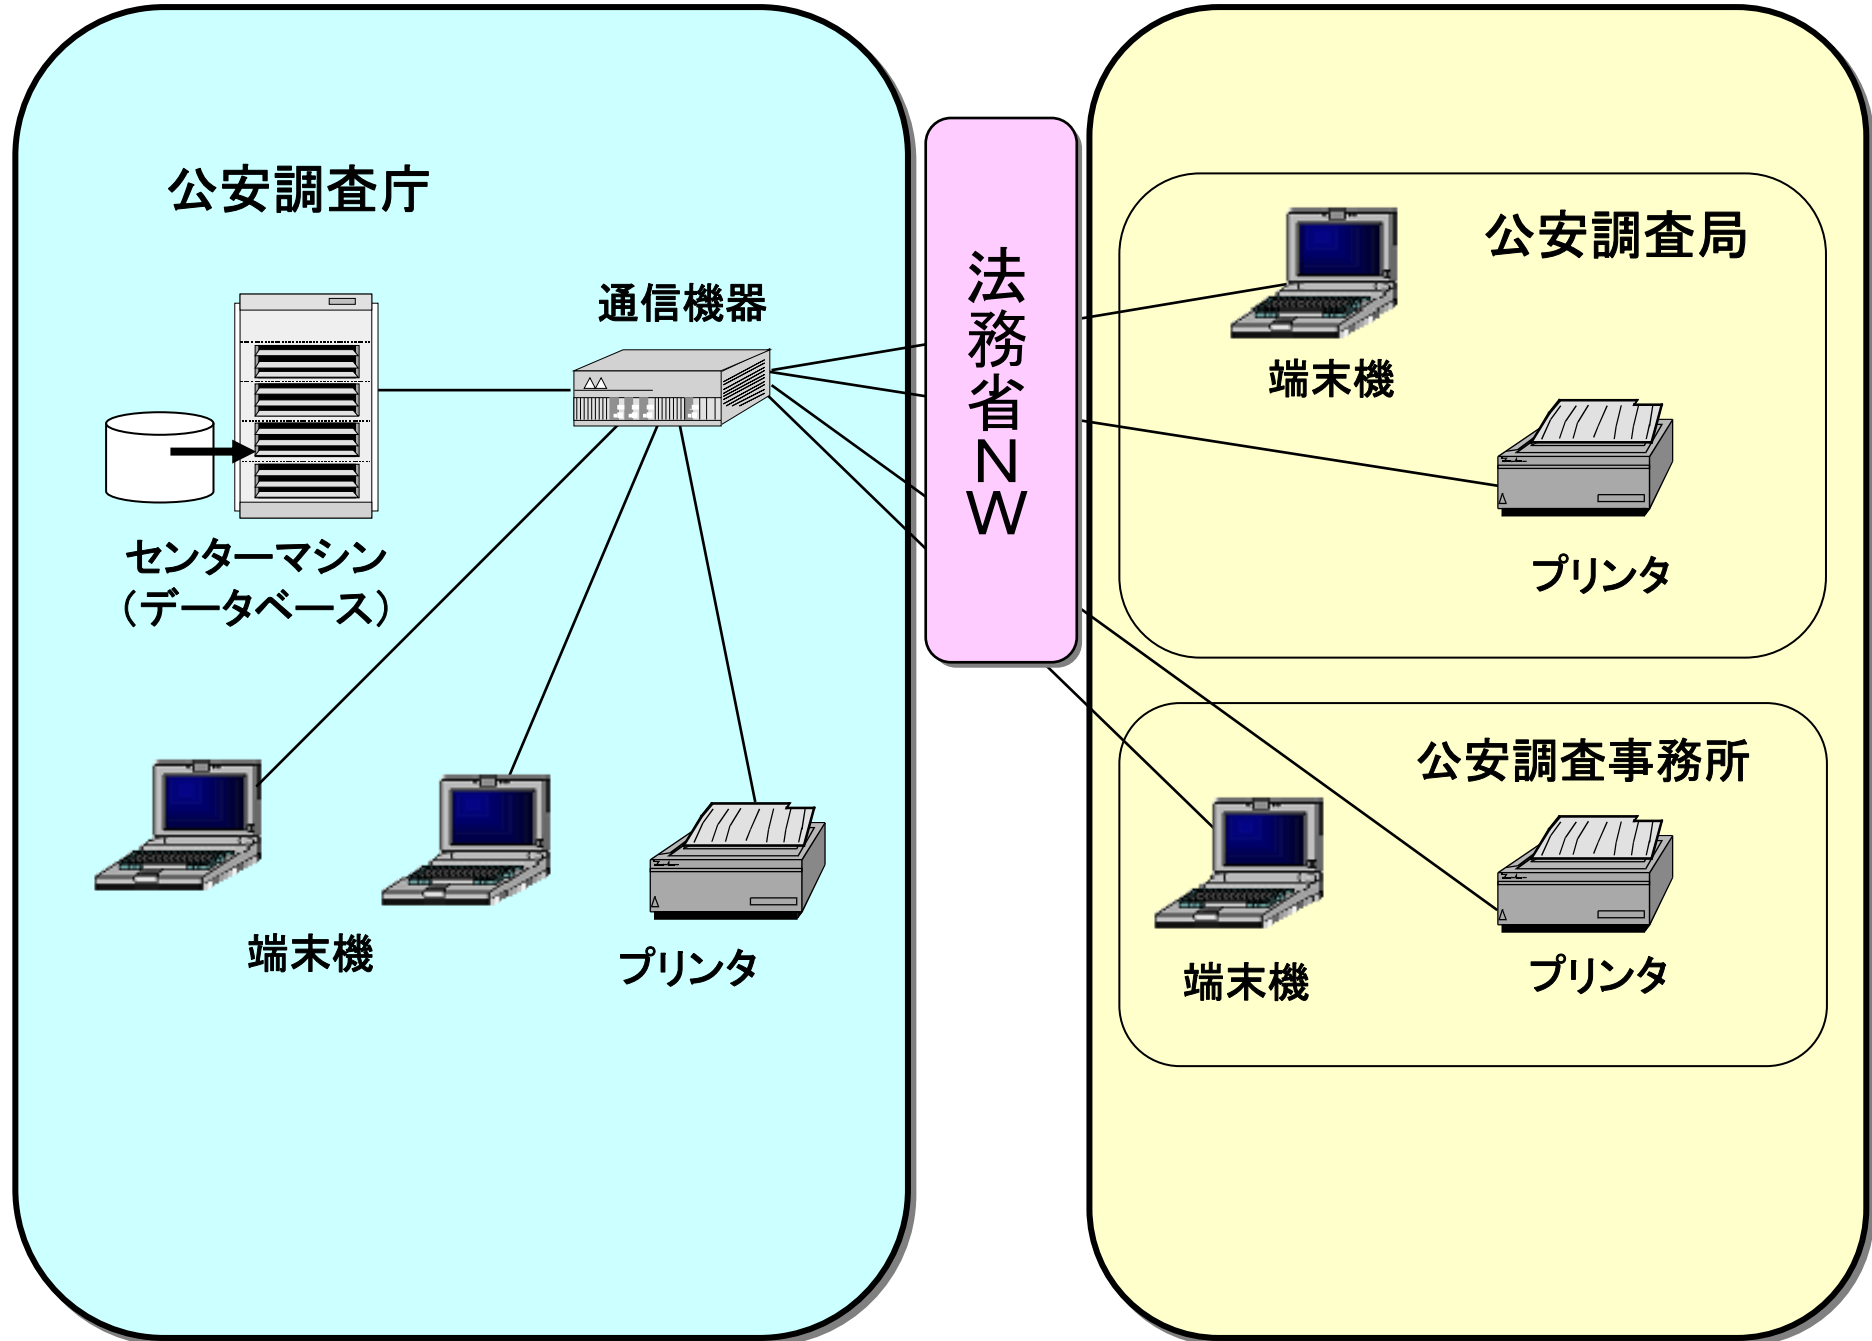 公安調査庁
通信機器
センターマシン
（データベース）
端末機
プリンタ
法務省NW
公安調査局
端末機
プリンタ
公安調査事務所
端末機
プリンタ